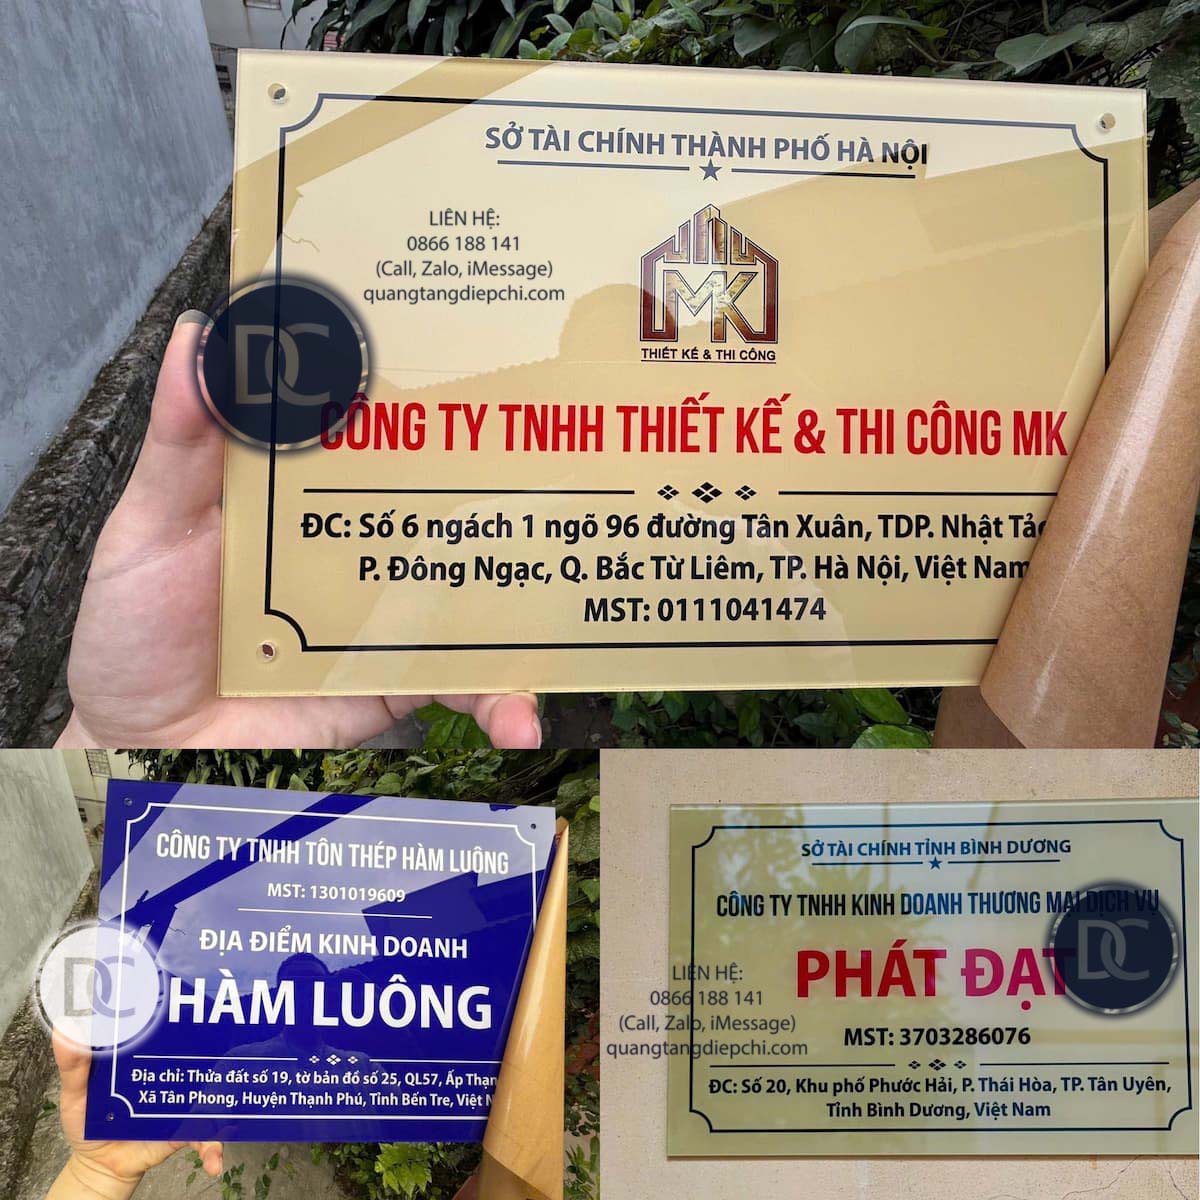 SỞ TÀI CHÍNH THÀNH PHỐ HÀ NỘI
LIÊN HỆ:
0866 188 141
(Call, Zalo, iMessage)
quangtangdiepchi.com
DC
MK
THIẾT KẾ & THI CÔNG
CÔNG TY TNHH THIẾT KẾ & THI CÔNG MK
ĐC: Số 6 ngách 1 ngõ 96 đường Tân Xuân, TDP. Nhật
P. Đông Ngạc, Q. Bắc Từ Liêm, TP. Hà Nội, Việt Nam
MST: 0111041474
CÔNG TY TNHH TÔN THÉP HÀM LUÔNG
MST: 1301019609
ĐỊA ĐIỂM KINH DOANH
DC
HÀM LUÔNG
Địa chỉ: Thửa đất số 19, tờ bản đồ số 25, QL57, Ấp
Xã Tân Phong, Huyện Thạnh Phú, Tỉnh Bến Tre, Việt
SỞ TÀI CHÍNH TỈNH BÌNH DƯƠNG
CÔNG TY TNHH KINH DOANH THƯƠNG MẠI DỊCH VỤ
PHÁT ĐẠT
DC
LIÊN HỆ:
0866 188 141
(Call, Zalo, iMessage)
quangtangdiepchi.com
MST: 3703286076
ĐC: Số 20, Khu phố Phước Hải, P. Thái Hòa, TP. Tân Uyên,
Tỉnh Bình Dương, Việt Nam